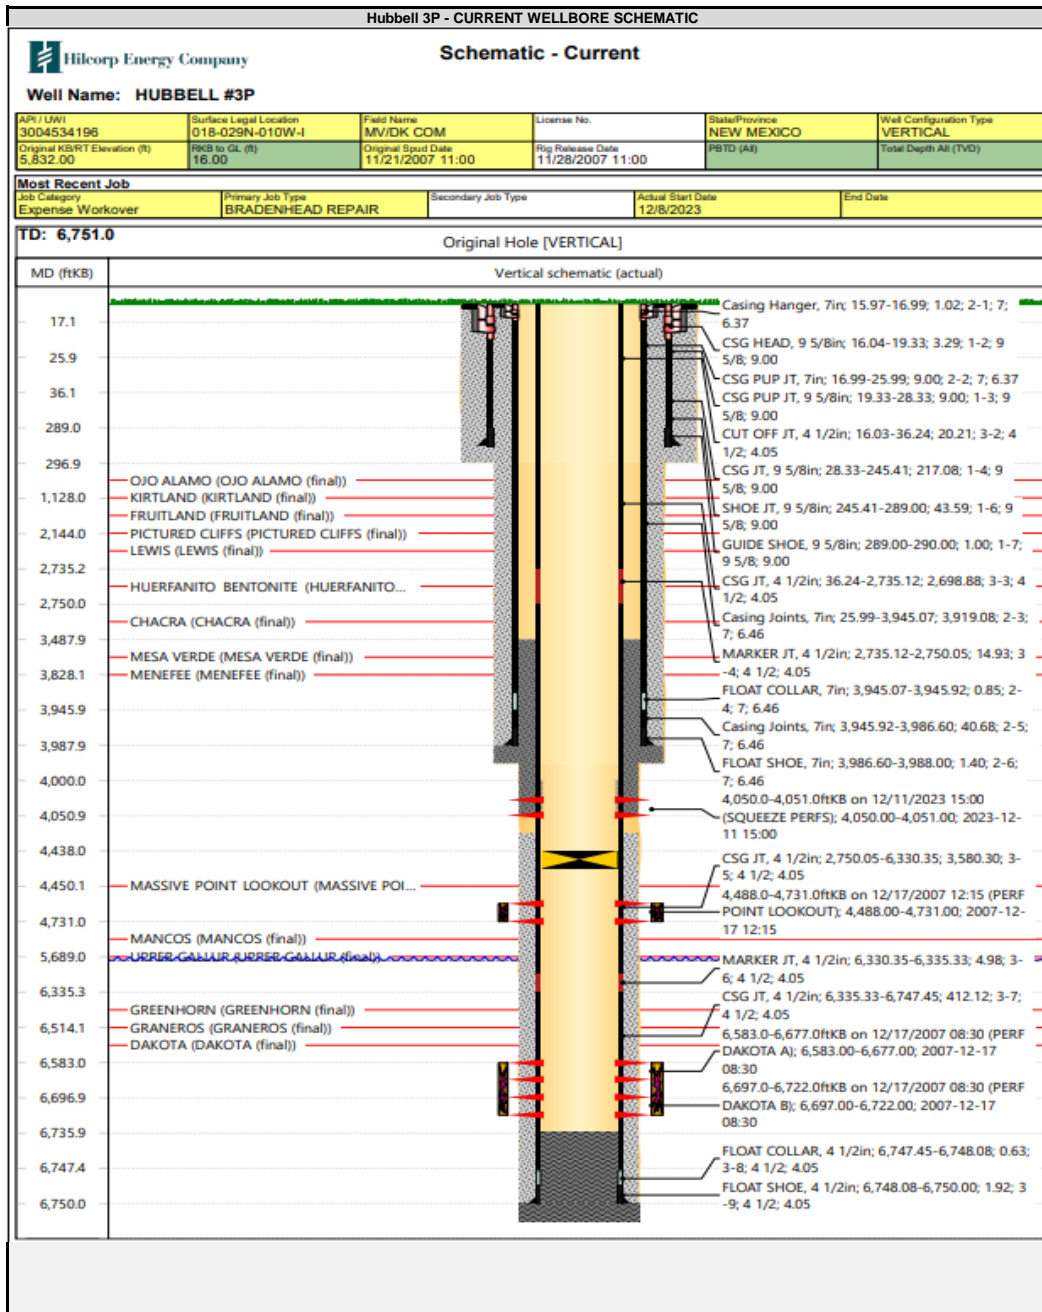 Hubbell 3P - CURRENT WELLBORE SCHEMATIC
Hilcorp Energy Company
Schematic - Current
Well Name: HUBBELL #3P
API / UWI
3004534196
Surface Legal Location
018-029N-010W-I
Field Name
MV/DK COM
License No.
State/Province
NEW MEXICO
Well Configuration Type
VERTICAL
Original KB/RT Elevation (ft)
5,832.00
RKB to GL (ft)
16.00
Original Spud Date
11/21/2007 11:00
Rig Release Date
11/28/2007 11:00
PBTD (All)
Total Depth All (TVD)
Most Recent Job
Job Category
Expense Workover
Primary Job Type
BRADENHEAD REPAIR
Secondary Job Type
Actual Start Date
12/8/2023
End Date
TD: 6,751.0
Original Hole [VERTICAL]
MD (ftKB)
Vertical schematic (actual)
17.1
25.9
36.1
289.0
296.9
1,128.0
2,144.0
2,735.2
2,750.0
3,487.9
3,828.1
3,945.9
3,987.9
4,000.0
4,050.9
4,438.0
4,450.1
4,731.0
5,689.0
6,335.3
6,514.1
6,583.0
6,696.9
6,735.9
6,747.4
6,750.0
OJO ALAMO (OJO ALAMO (final))
KIRTLAND (KIRTLAND (final))
FRUITLAND (FRUITLAND (final))
PICTURED CLIFFS (PICTURED CLIFFS (final))
LEWIS (LEWIS (final))
HUERFANITO BENTONITE (HUERFANITO...
CHACRA (CHACRA (final))
MESA VERDE (MESA VERDE (final))
MENEFEE (MENEFEE (final))
MASSIVE POINT LOOKOUT (MASSIVE POI...
MANCOS (MANCOS (final))
UPPER GALLUP (UPPER GALLUP (final))
GREENHORN (GREENHORN (final))
GRANEROS (GRANEROS (final))
DAKOTA (DAKOTA (final))
Casing Hanger, 7in; 15.97-16.99; 1.02; 2-1; 7;
6.37
CSG HEAD, 9 5/8in; 16.04-19.33; 3.29; 1-2; 9
5/8; 9.00
CSG PUP JT, 7in; 16.99-25.99; 9.00; 2-2; 7; 6.37
CSG PUP JT, 9 5/8in; 19.33-28.33; 9.00; 1-3; 9
5/8; 9.00
CUT OFF JT, 4 1/2in; 16.03-36.24; 20.21; 3-2; 4
1/2; 4.05
CSG JT, 9 5/8in; 28.33-245.41; 217.08; 1-4; 9
5/8; 9.00
SHOE JT, 9 5/8in; 245.41-289.00; 43.59; 1-6; 9
5/8; 9.00
GUIDE SHOE, 9 5/8in; 289.00-290.00; 1.00; 1-7;
9 5/8; 9.00
CSG JT, 4 1/2in; 36.24-2,735.12; 2,698.88; 3-3; 4
1/2; 4.05
Casing Joints, 7in; 25.99-3,945.07; 3,919.08; 2-3;
7; 6.46
MARKER JT, 4 1/2in; 2,735.12-2,750.05; 14.93; 3
-4; 4 1/2; 4.05
FLOAT COLLAR, 7in; 3,945.07-3,945.92; 0.85; 2-
4; 7; 6.46
Casing Joints, 7in; 3,945.92-3,986.60; 40.68; 2-5;
7; 6.46
FLOAT SHOE, 7in; 3,986.60-3,988.00; 1.40; 2-6;
7; 6.46
4,050.0-4,051.0ftKB on 12/11/2023 15:00
(SQUEEZE PERFS); 4,050.00-4,051.00; 2023-12-
11 15:00
CSG JT, 4 1/2in; 2,750.05-6,330.35; 3,580.30; 3-
5; 4 1/2; 4.05
4,488.0-4,731.0ftKB on 12/17/2007 12:15 (PERF
POINT LOOKOUT); 4,488.00-4,731.00; 2007-12-
17 12:15
MARKER JT, 4 1/2in; 6,330.35-6,335.33; 4.98; 3-
6; 4 1/2; 4.05
CSG JT, 4 1/2in; 6,335.33-6,747.45; 412.12; 3-7;
4 1/2; 4.05
6,583.0-6,677.0ftKB on 12/17/2007 08:30 (PERF
DAKOTA A); 6,583.00-6,677.00; 2007-12-17
08:30
6,697.0-6,722.0ftKB on 12/17/2007 08:30 (PERF
DAKOTA B); 6,697.00-6,722.00; 2007-12-17
08:30
FLOAT COLLAR, 4 1/2in; 6,747.45-6,748.08; 0.63;
3-8; 4 1/2; 4.05
FLOAT SHOE, 4 1/2in; 6,748.08-6,750.00; 1.92; 3
-9; 4 1/2; 4.05